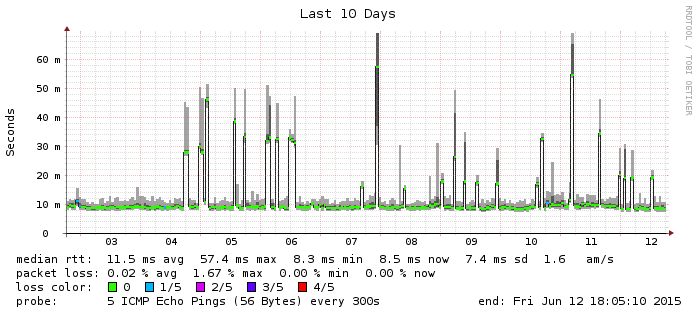 Last 10 Days
RRDTOOL / TOBI OETIKER
Seconds
60 m
50 m
40 m
30 m
20 m
10 m
0
03 04 05 06 07 08 09 10 11 12
median rtt: 11.5 ms avg 57.4 ms max 8.3 ms min 8.5 ms now 7.4 ms sd 1.6 am/s
packet loss: 0.02 % avg 1.67 % max 0.00 % min 0.00 % now
loss color: 0 1/5 2/5 3/5 4/5
probe: 5 ICMP Echo Pings (56 Bytes) every 300s end: Fri Jun 12 18:05:10 2015